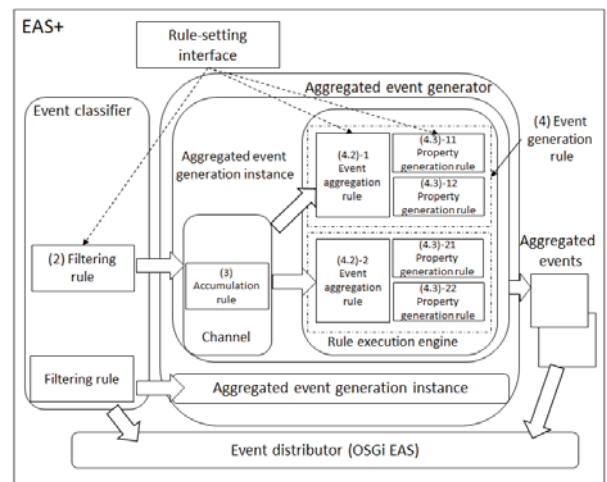 EAS+
Rule-setting
interface
Aggregated event generator
Event classifier
(4) Event
generation
rule
Aggregated event
generation instance
(4.2)-1
Event
aggregation
rule
(4.3)-11
Property
generation rule
(4.3)-12
Property
generation rule
(2) Filtering
rule
(3)
Accumulation
rule
Channel
(4.2)-2
Event
aggregation
rule
(4.3)-21
Property
generation rule
(4.3)-22
Property
generation rule
Rule execution engine
Aggregated
events
Filtering rule
Aggregated event generation instance
Event distributor (OSGi EAS)